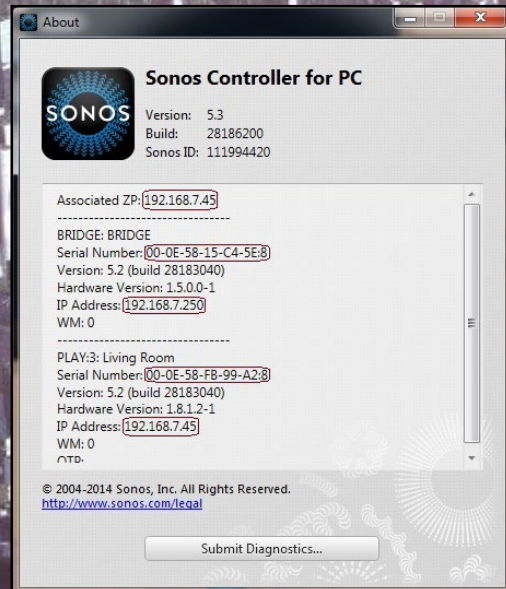 About
SONOS
Sonos Controller for PC
Version: 5.3
Build: 28186200
Sonos ID: 111994420
Associated ZP: 192.168.7.45
---------------------------------
BRIDGE: BRIDGE
Serial Number: 00-0E-58-15-C4-5E:8
Version: 5.2 (build 28183040)
Hardware Version: 1.5.0.0-1
IP Address: 192.168.7.250
WM: 0
---------------------------------
PLAY:3: Living Room
Serial Number: 00-0E-58-FB-99-A2:8
Version: 5.2 (build 28183040)
Hardware Version: 1.8.1.2-1
IP Address: 192.168.7.45
WM: 0
OTP:
© 2004-2014 Sonos, Inc. All Rights Reserved.
http://www.sonos.com/legal
Submit Diagnostics...